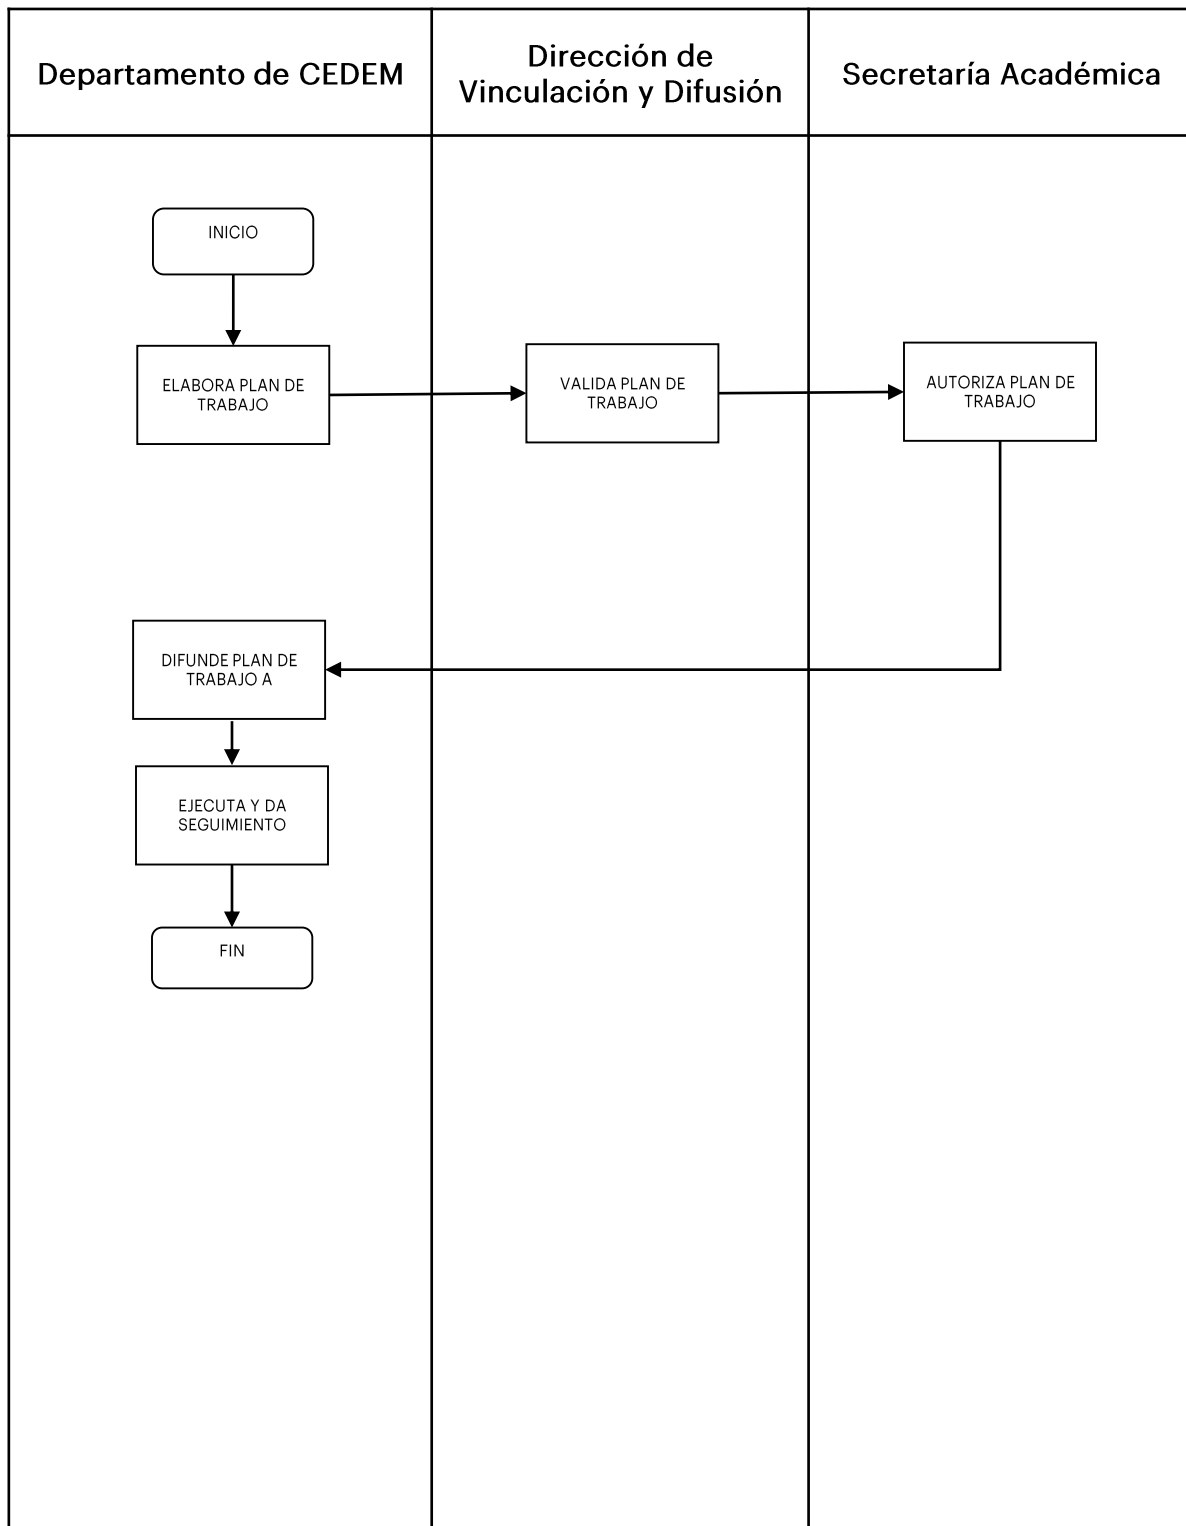 Departamento de CEDEM
Dirección de
Vinculación y Difusión
Secretaría Académica
INICIO
ELABORA PLAN DE
TRABAJO
VALIDA PLAN DE
TRABAJO
AUTORIZA PLAN DE
TRABAJO
DIFUNDE PLAN DE
TRABAJO A
EJECUTA Y DA
SEGUIMIENTO
FIN